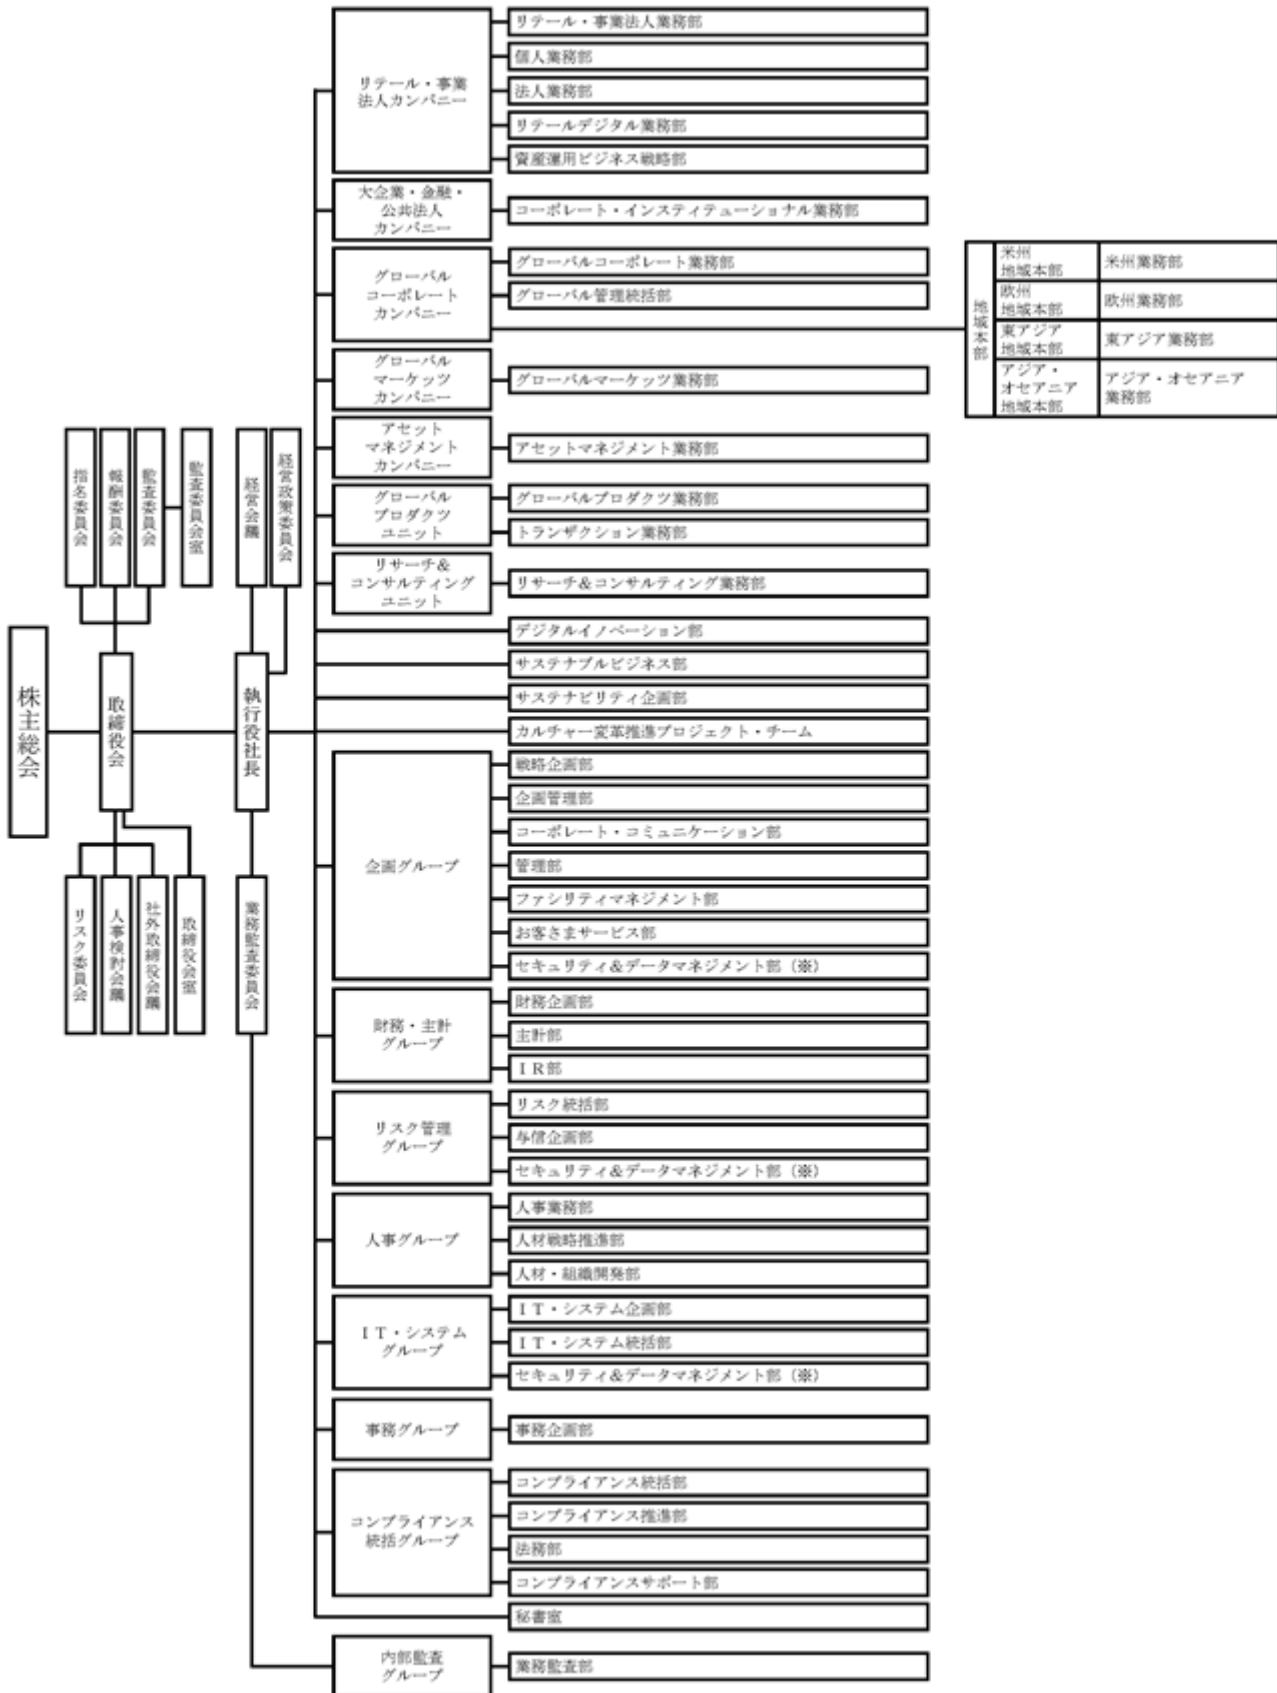 株主総会
指名委員会
報酬委員会
監査委員会
監査委員会室
取締役会
リスク委員会
人事検討会議
社外取締役会議
取締役会室
経営会議
経営政策委員会
執行役社長
業務監査委員会
リテール・事業
法人カンパニー
リテール・事業法人業務部
個人業務部
法人業務部
リテールデジタル業務部
資産運用ビジネス戦略部
大企業・金融・
公共法人
カンパニー
コーポレート・インスティテューショナル業務部
グローバル
コーポレート
カンパニー
グローバルコーポレート業務部
グローバル管理統括部
地域本部
米州
地域本部
米州業務部
欧州
地域本部
欧州業務部
東アジア
地域本部
東アジア業務部
アジア・
オセアニア
地域本部
アジア・オセアニア
業務部
グローバル
マーケッツ
カンパニー
グローバルマーケッツ業務部
アセット
マネジメント
カンパニー
アセットマネジメント業務部
グローバル
プロダクツ
ユニット
グローバルプロダクツ業務部
トランザクション業務部
リサーチ&
コンサルティング
ユニット
リサーチ&コンサルティング業務部
デジタルイノベーション部
サステナブルビジネス部
サステナビリティ企画部
カルチャー変革推進プロジェクト・チーム
企画グループ
戦略企画部
企画管理部
コーポレート・コミュニケーション部
管理部
ファシリティマネジメント部
お客さまサービス部
セキュリティ&データマネジメント部(※)
財務・主計
グループ
財務企画部
主計部
IR部
リスク管理
グループ
リスク統括部
与信企画部
セキュリティ&データマネジメント部(※)
人事グループ
人事業務部
人材戦略推進部
人材・組織開発部
IT・システム
グループ
IT・システム企画部
IT・システム統括部
セキュリティ&データマネジメント部(※)
事務グループ
事務企画部
コンプライアンス
統括グループ
コンプライアンス統括部
コンプライアンス推進部
法務部
コンプライアンスサポート部
秘書室
内部監査
グループ
業務監査部